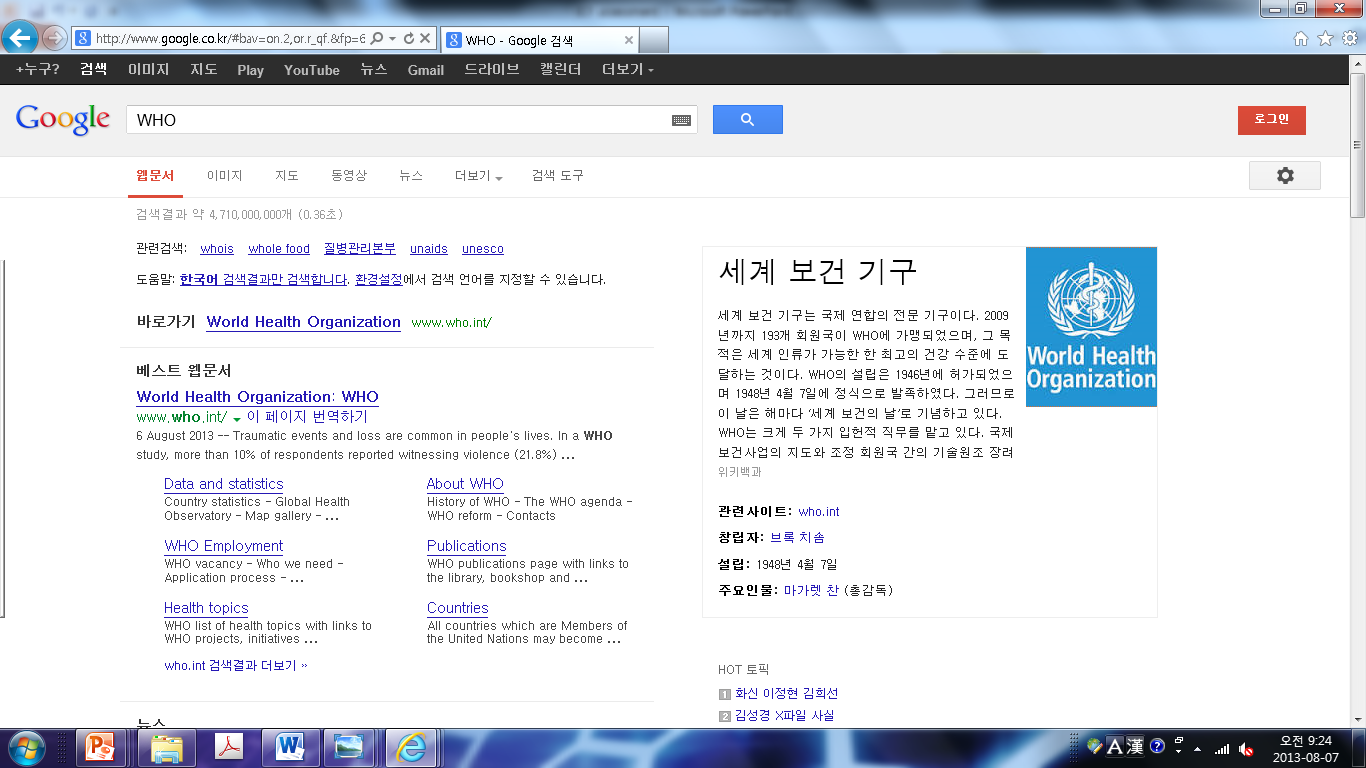 http://www.google.co.kr/#bav=on.2,or.r_qf.&fp=6
WHO - Google 검색
+누구? 검색 이미지 지도 Play YouTube 뉴스 Gmail 드라이브 캘린더 더보기
Google WHO 로그인
웹문서 이미지 지도 동영상 뉴스 더보기 검색 도구
검색결과 약 4,710,000,000개 (0.36초)
관련검색: whois whole food 질병관리본부 unaids unesco
도움말: 한국어 검색결과만 검색합니다. 환경설정에서 검색 언어를 지정할 수 있습니다.
바로가기 World Health Organization www.who.int/
베스트 웹문서
World Health Organization: WHO
www.who.int/ 이 페이지 번역하기
6 August 2013 -- Traumatic events and loss are common in people's lives. In a WHO
study, more than 10% of respondents reported witnessing violence (21.8%) ...
Data and statistics
Country statistics - Global Health
Observatory - Map gallery - ...
About WHO
History of WHO - The WHO agenda -
WHO reform - Contacts
WHO Employment
WHO vacancy - Who we need -
Application process - ...
Publications
WHO publications page with links to
the library, bookshop and ...
Health topics
WHO list of health topics with links to
WHO projects, initiatives ...
Countries
All countries which are Members of
the United Nations may become ...
who.int 검색결과 더보기 »
뉴스
세계 보건 기구
세계 보건 기구는 국제 연합의 전문 기구이다. 2009
년까지 193개 회원국이 WHO에 가맹되었으며, 그 목
적은 세계 인류가 가능한 한 최고의 건강 수준에 도
달하는 것이다. WHO의 설립은 1946년에 허가되었으
며 1948년 4월 7일에 정식으로 발족하였다. 그러므로
이 날은 해마다 '세계 보건의 날'로 기념하고 있다.
WHO는 크게 두 가지 입헌적 직무를 맡고 있다. 국제
보건사업의 지도와 조정 회원국 간의 기술원조 장려
위키백과
World Health
Organization
관련사이트: who.int
창립자: 브록 치솜
설립: 1948년 4월 7일
주요인물: 마가렛 찬 (총감독)
HOT 토픽
1 화신 이정현 김희선
2 김성경 X파일 사실
A 漢
오전 9:24
2013-08-07